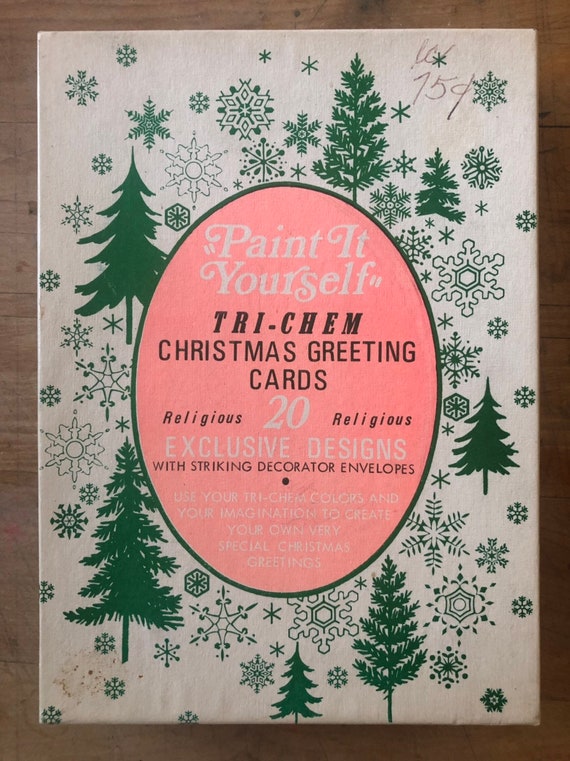 75¢
"Paint It
Yourself"
TRI-CHEM
CHRISTMAS GREETING
CARDS
Religious 20 Religious
EXCLUSIVE DESIGNS
WITH STRIKING DECORATOR ENVELOPES
USE YOUR TRI-CHEM COLORS AND
YOUR IMAGINATION TO CREATE
YOUR OWN VERY
SPECIAL CHRISTMAS
GREETINGS